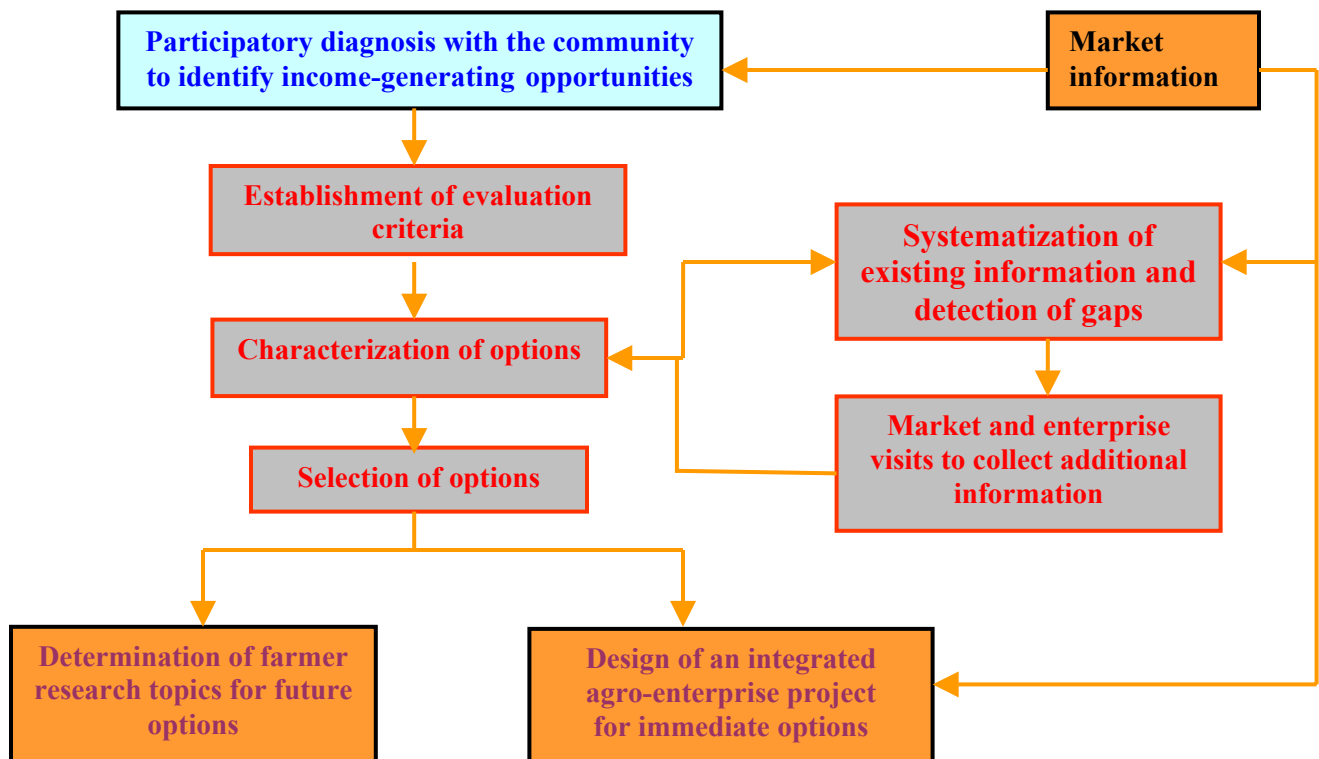 Participatory diagnosis with the community
to identify income-generating opportunities
Market
information
Establishment of evaluation
criteria
Systematization of
existing information and
detection of gaps
Characterization of options
Market and enterprise
visits to collect additional
information
Selection of options
Determination of farmer
research topics for future
options
Design of an integrated
agro-enterprise project
for immediate options